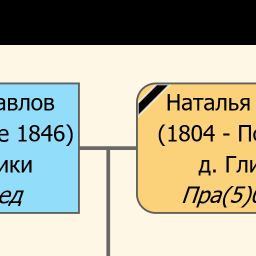 авлов
е 1846)
ики
ед
Наталья
(1804 - По
д. Гли
Пра(5)